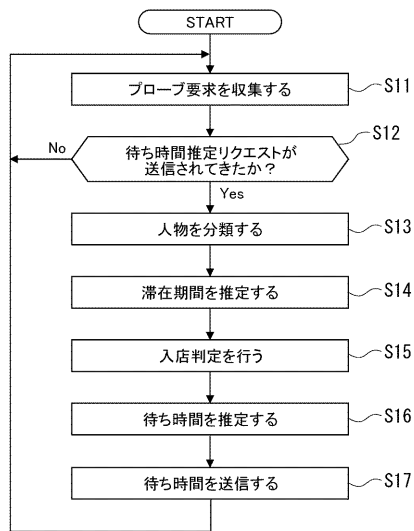 START
プローブ要求を収集する
S11
待ち時間推定リクエストが
送信されてきたか？
S12
No
Yes
人物を分類する
S13
滞在期間を推定する
S14
入店判定を行う
S15
待ち時間を推定する
S16
待ち時間を送信する
S17